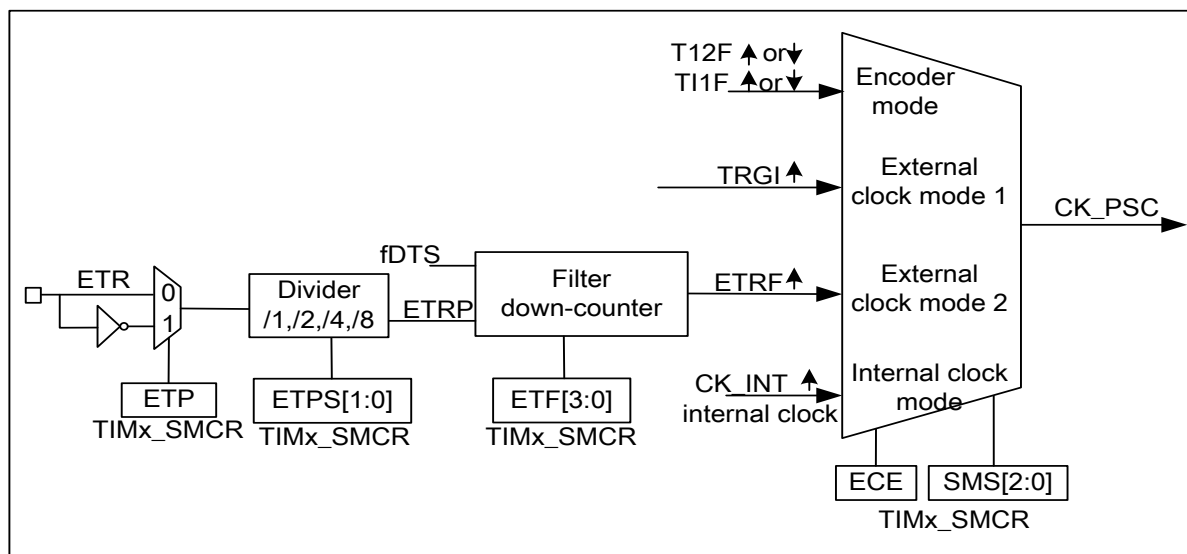 T12F or
TI1F or
Encoder
mode
TRGI
External
clock mode 1
CK_PSC
fDTS
ETR
0
1
Divider
/1,/2,/4,/8
ETRP
Filter
down-counter
ETRF
External
clock mode 2
CK_INT
internal clock
Internal clock
mode
ETP
TIMx_SMCR
ETPS[1:0]
TIMx_SMCR
ETF[3:0]
TIMx_SMCR
ECE
SMS[2:0]
TIMx_SMCR